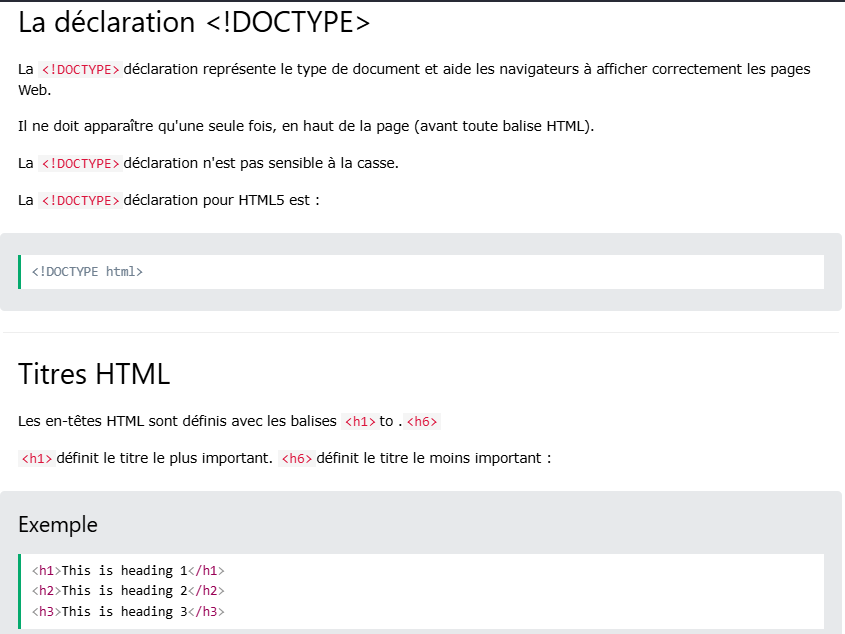 La déclaration <!DOCTYPE>
La <!DOCTYPE> déclaration représente le type de document et aide les navigateurs à afficher correctement les pages
Web.
Il ne doit apparaître qu'une seule fois, en haut de la page (avant toute balise HTML).
La <!DOCTYPE> déclaration n'est pas sensible à la casse.
La <!DOCTYPE> déclaration pour HTML5 est :
<!DOCTYPE html>
Titres HTML
Les en-têtes HTML sont définis avec les balises <h1> to . <h6>
<h1> définit le titre le plus important. <h6> définit le titre le moins important :
Exemple
<h1>This is heading 1</h1>
<h2>This is heading 2</h2>
<h3>This is heading 3</h3>